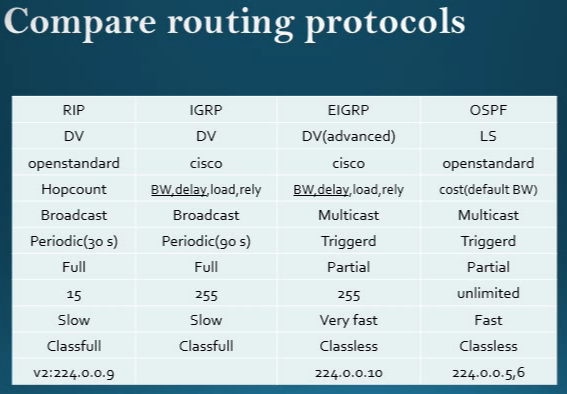 Compare routing protocols
RIP IGRP EIGRP OSPF
DV DV DV(advanced) LS
openstandard cisco cisco openstandard
Hopcount BW,delay,load,rely BW,delay,load,rely cost(default BW)
Broadcast Broadcast Multicast Multicast
Periodic(30 s) Periodic(90 s) Triggerd Triggerd
Full Full Partial Partial
15 255 255 unlimited
Slow Slow Very fast Fast
Classfull Classfull Classless Classless
v2:224.0.0.9 224.0.0.10 224.0.0.5,6